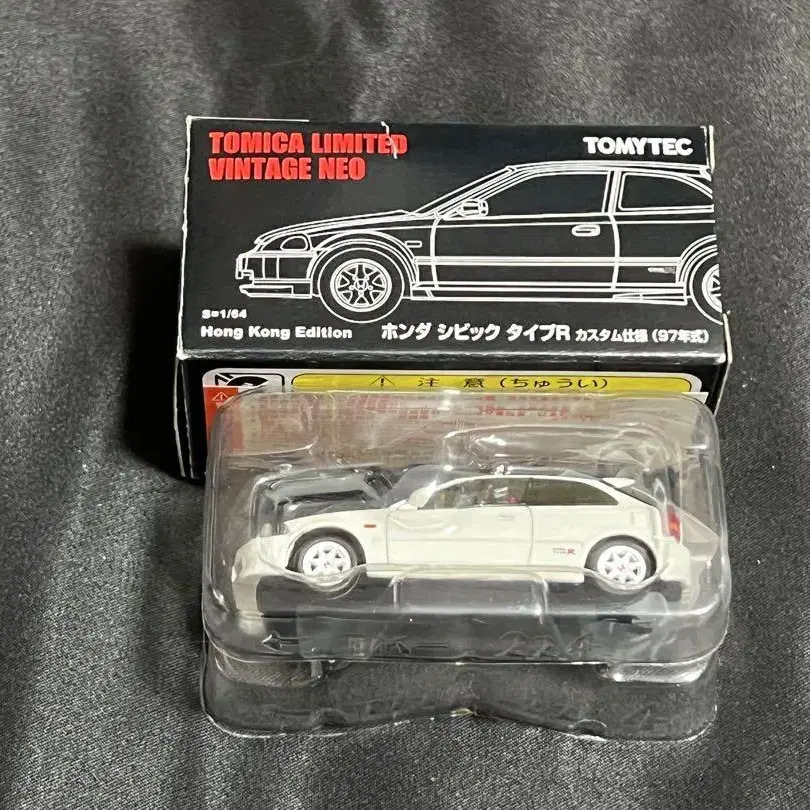 TOMICA LIMITED
VINTAGE NEO
TOMYTEC
S=1/64
Hong Kong Edition
ホンダ シビック タイプR カスタム仕様 (97年式)
⚠ 注 意 (ちゅうい)
R